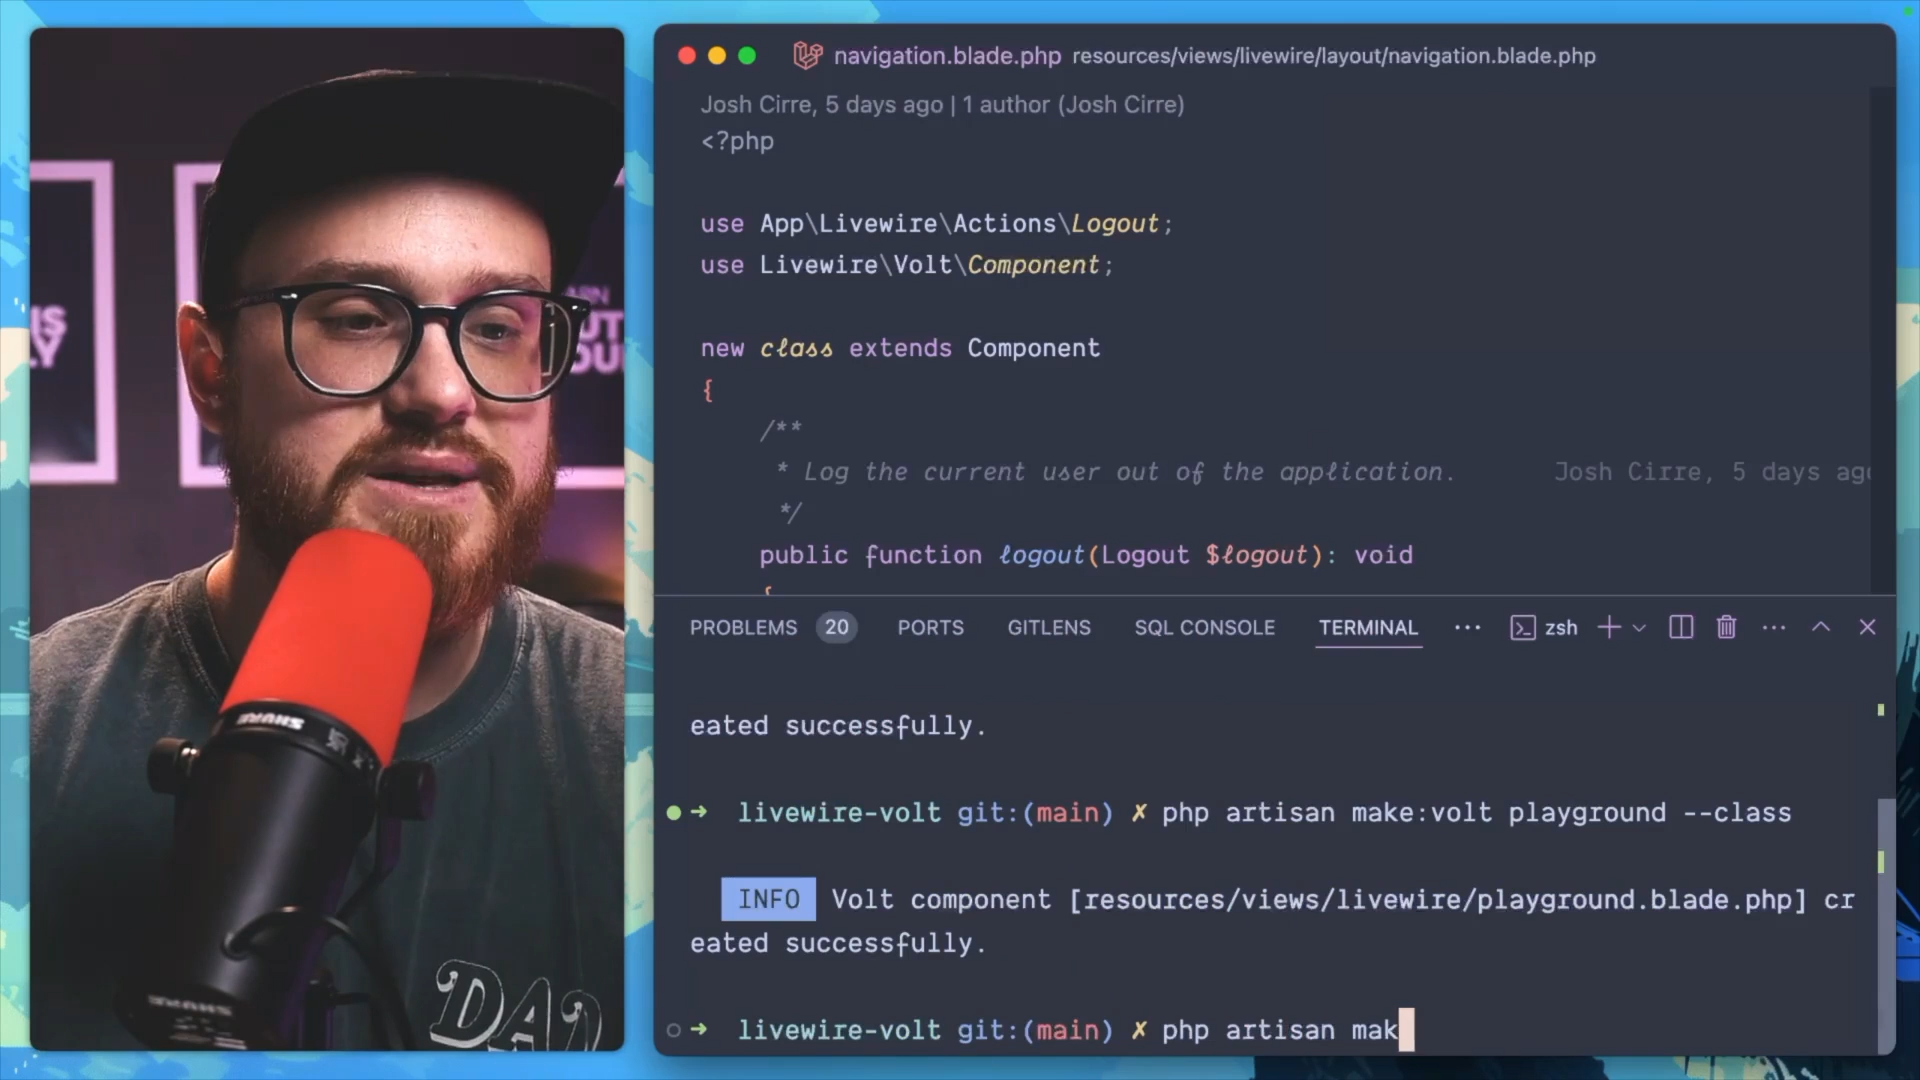 navigation.blade.php resources/views/livewire/layout/navigation.blade.php
Josh Cirre, 5 days ago | 1 author (Josh Cirre)
<?php
use App\Livewire\Actions\Logout;
use Livewire\Volt\Component;
new class extends Component
{
/**
* Log the current user out of the application. Josh Cirre, 5 days ago
*/
public function logout(Logout $logout): void
{
PROBLEMS 20 PORTS GITLENS SQL CONSOLE TERMINAL ··· zsh
eated successfully.
→ livewire-volt git:(main) ✗ php artisan make:volt playground --class
INFO Volt component [resources/views/livewire/playground.blade.php] cr
eated successfully.
→ livewire-volt git:(main) ✗ php artisan mak
SHURE
DAD